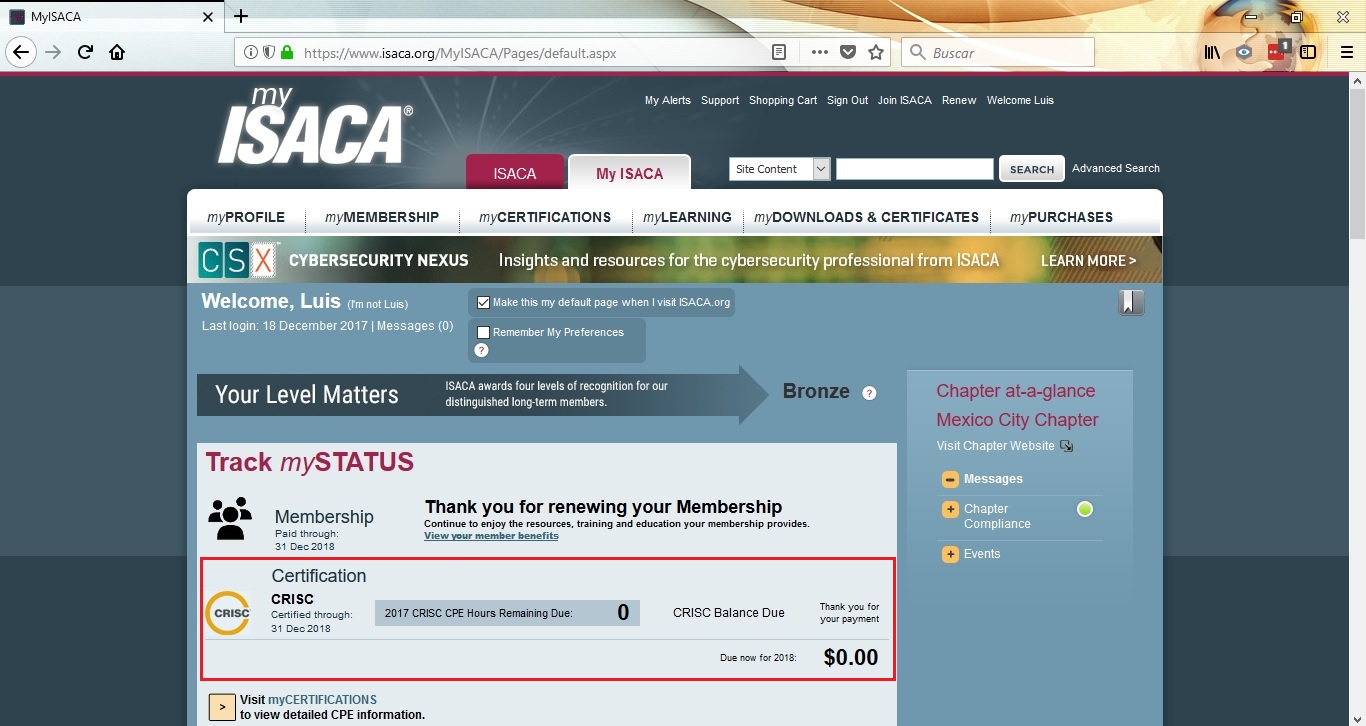 MyISACA
https://www.isaca.org/MyISACA/Pages/default.aspx
Buscar
1
my
ISACA®
My Alerts Support Shopping Cart Sign Out Join ISACA Renew Welcome Luis
ISACA
My ISACA
Site Content
SEARCH
Advanced Search
myPROFILE
myMEMBERSHIP
myCERTIFICATIONS
myLEARNING
myDOWNLOADS & CERTIFICATES
myPURCHASES
CSX™ CYBERSECURITY NEXUS Insights and resources for the cybersecurity professional from ISACA LEARN MORE >
Welcome, Luis (I'm not Luis)
Last login: 18 December 2017 | Messages (0)
Make this my default page when I visit ISACA.org
Remember My Preferences
?
Your Level Matters
ISACA awards four levels of recognition for our
distinguished long-term members.
Bronze ?
Chapter at-a-glance
Mexico City Chapter
Visit Chapter Website
Messages
Chapter
Compliance
Events
Track mySTATUS
Membership
Paid through:
31 Dec 2018
Thank you for renewing your Membership
Continue to enjoy the resources, training and education your membership provides.
View your member benefits
Certification
CRISC
CRISC
Certified through:
31 Dec 2018
2017 CRISC CPE Hours Remaining Due: 0
CRISC Balance Due
Thank you for
your payment
Due now for 2018: $0.00
> Visit myCERTIFICATIONS
to view detailed CPE information.